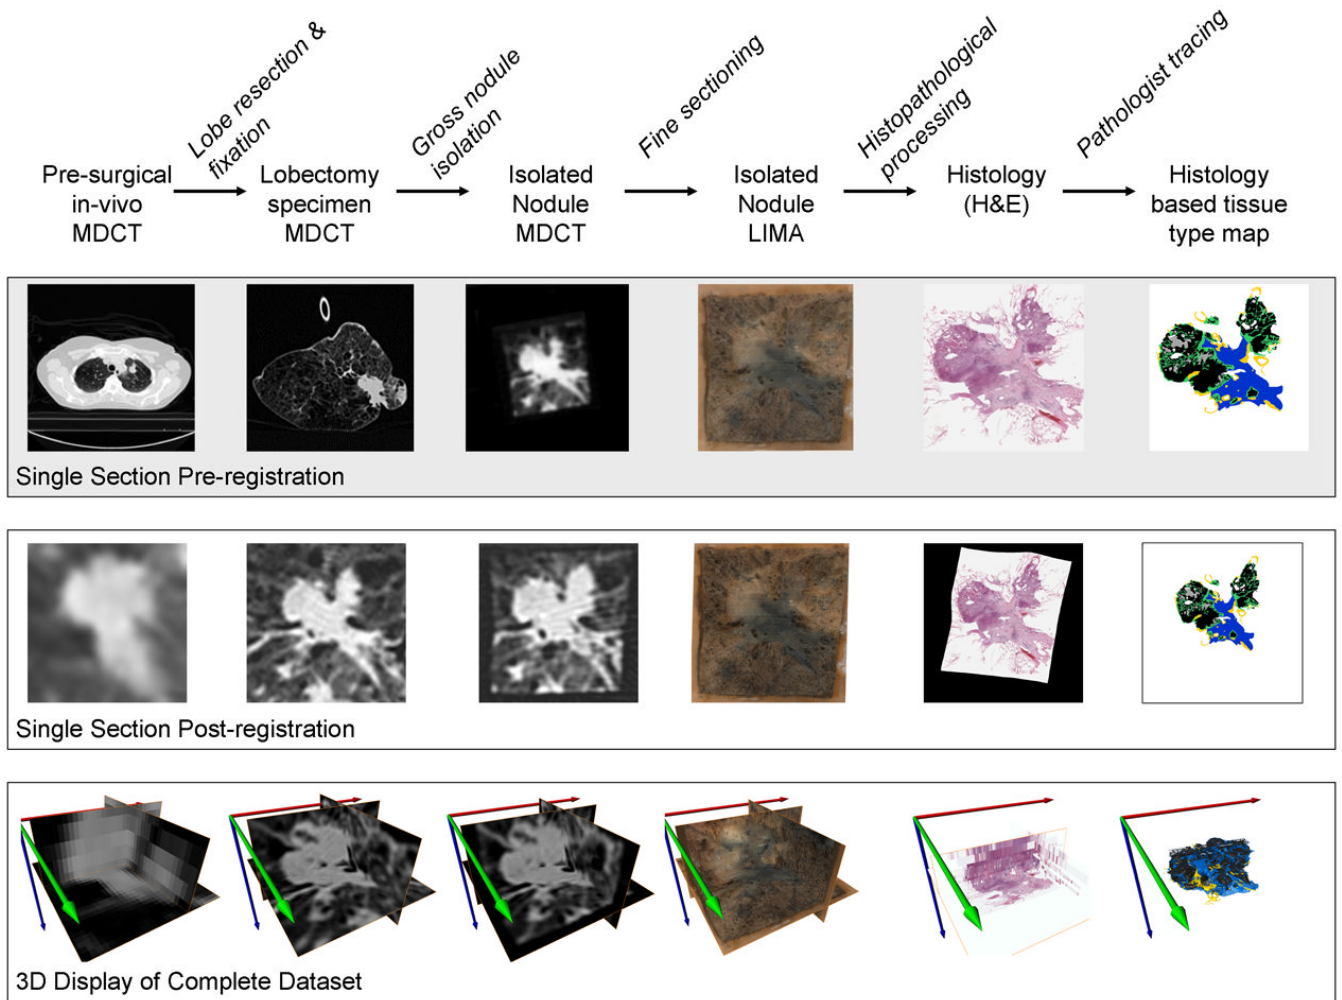 Lobe resection &
fixation
Gross nodule
isolation
Fine sectioning
Histopathological
processing
Pathologist tracing
Pre-surgical
in-vivo
MDCT
Lobectomy
specimen
MDCT
Isolated
Nodule
MDCT
Isolated
Nodule
LIMA
Histology
(H&E)
Histology
based tissue
type map
Single Section Pre-registration
Single Section Post-registration
3D Display of Complete Dataset